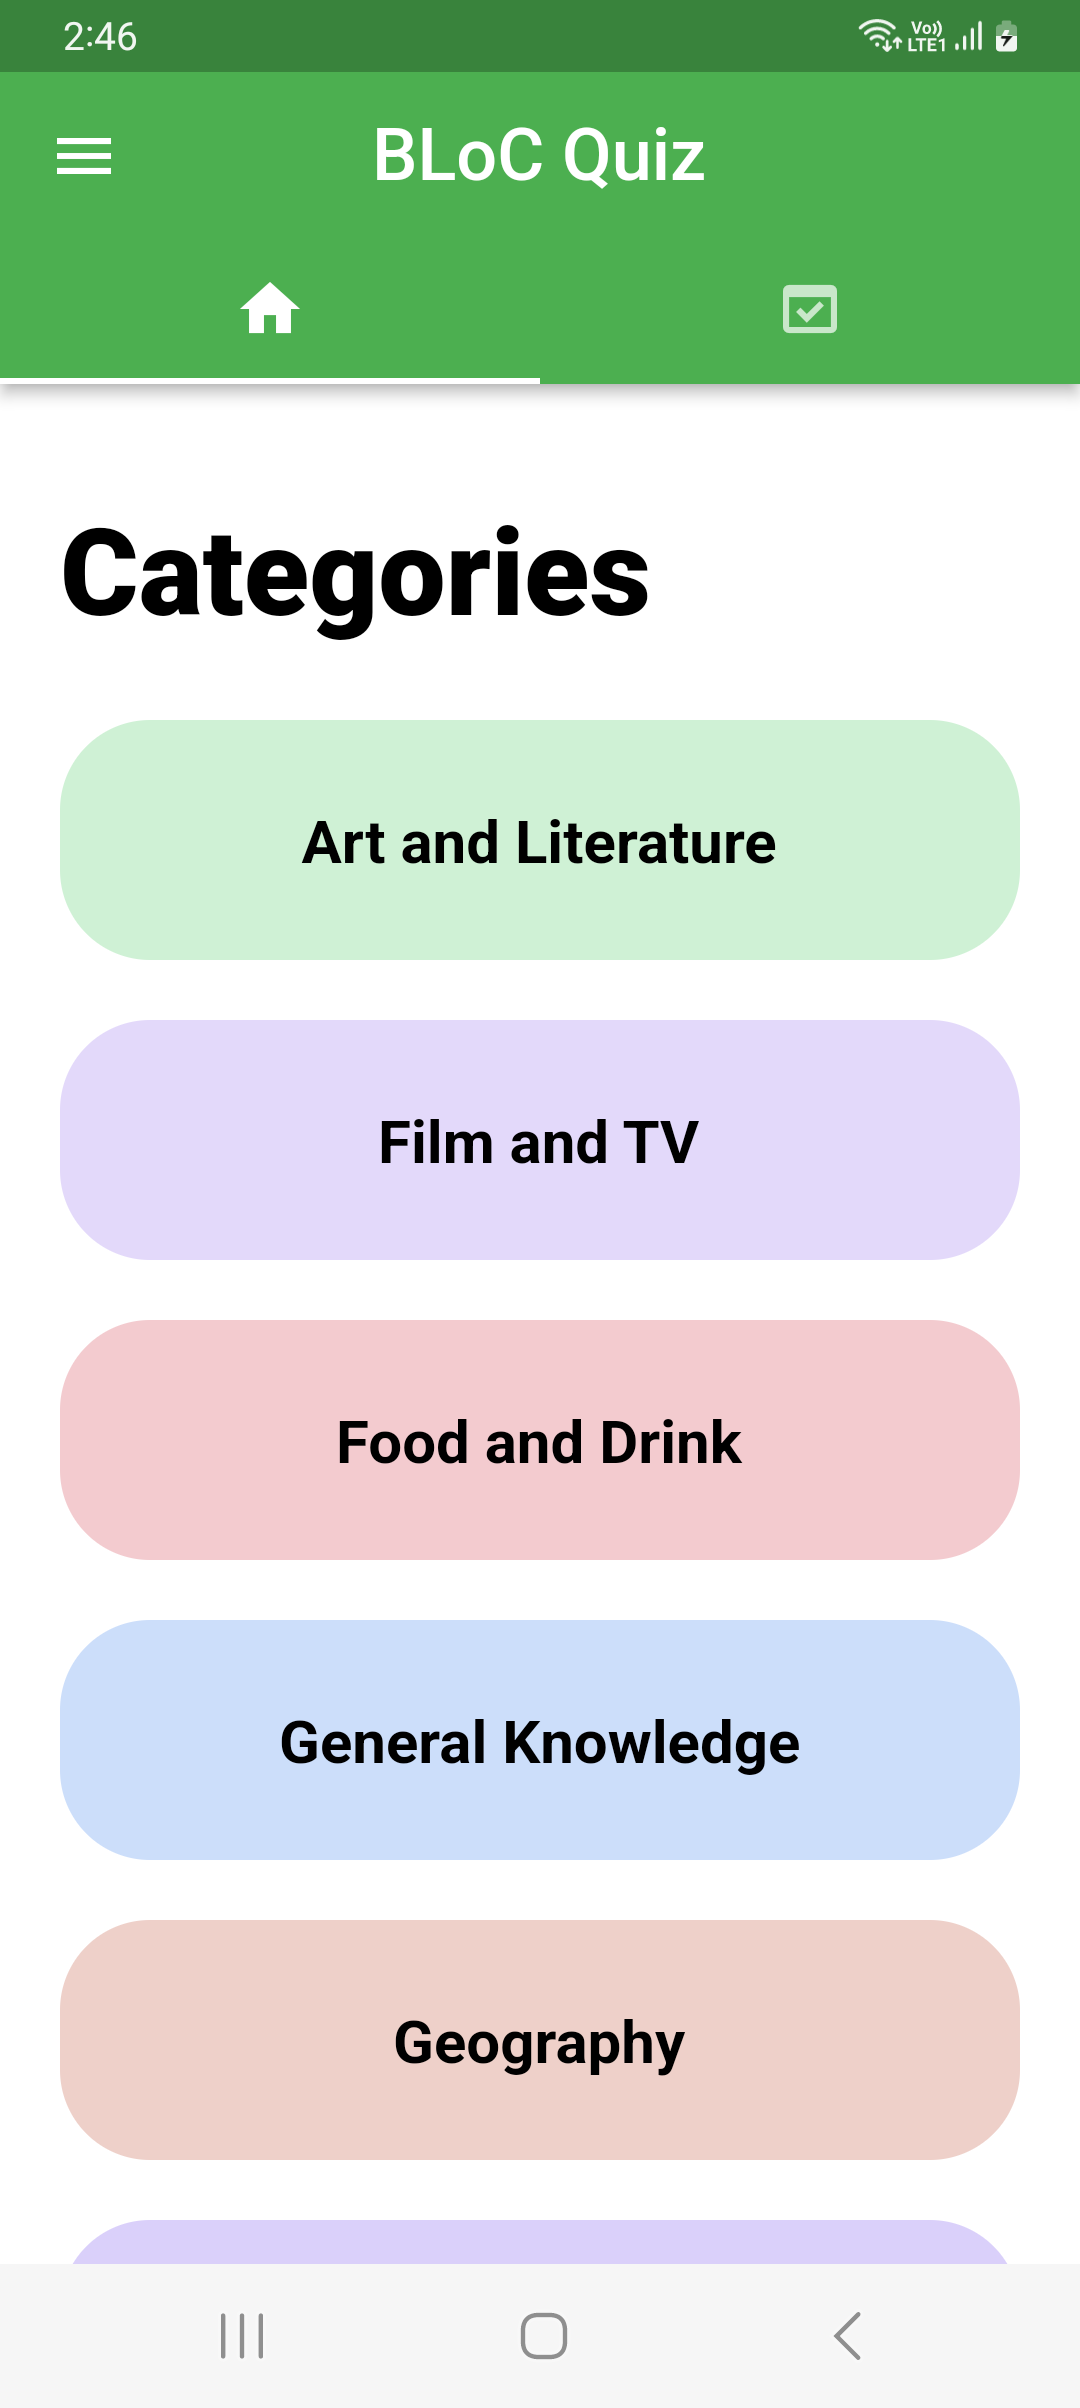 2:46
Vo))
LTE1
BLoC Quiz
Categories
Art and Literature
Film and TV
Food and Drink
General Knowledge
Geography